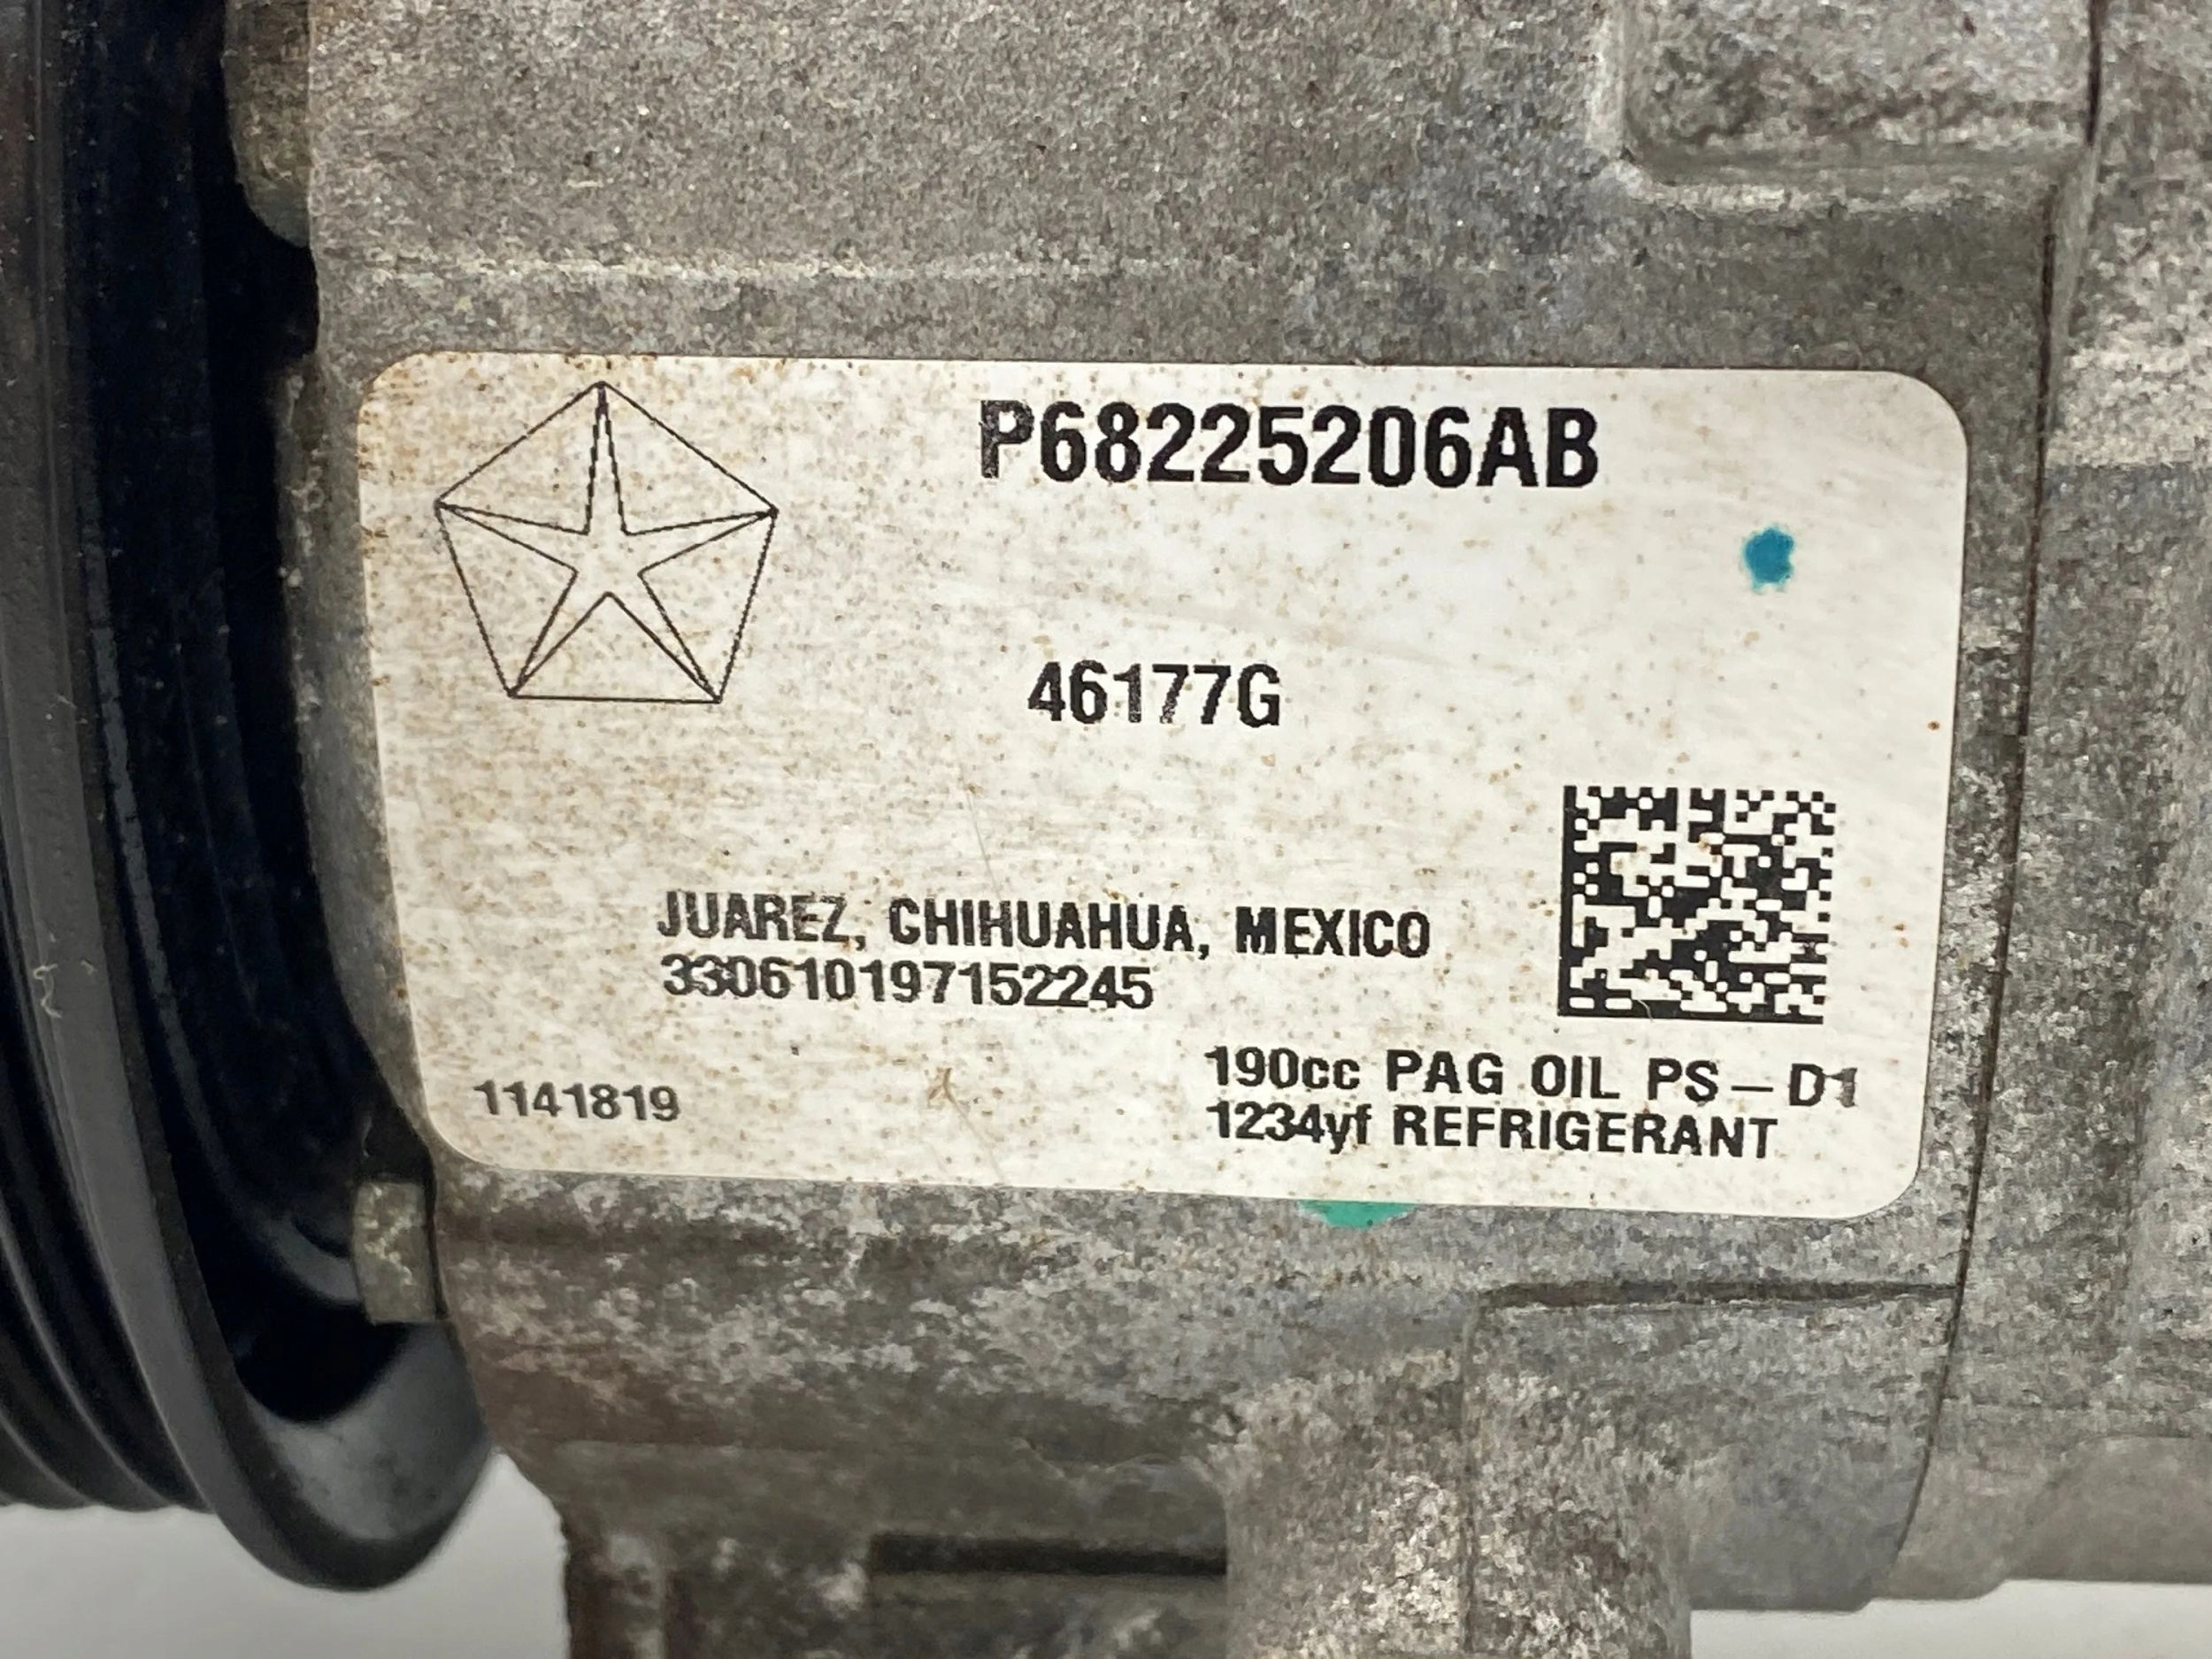 P68225206AB
46177G
JUAREZ, CHIHUAHUA, MEXICO
330610197152245
1141819
190cc PAG OIL PS-D1
1234yf REFRIGERANT